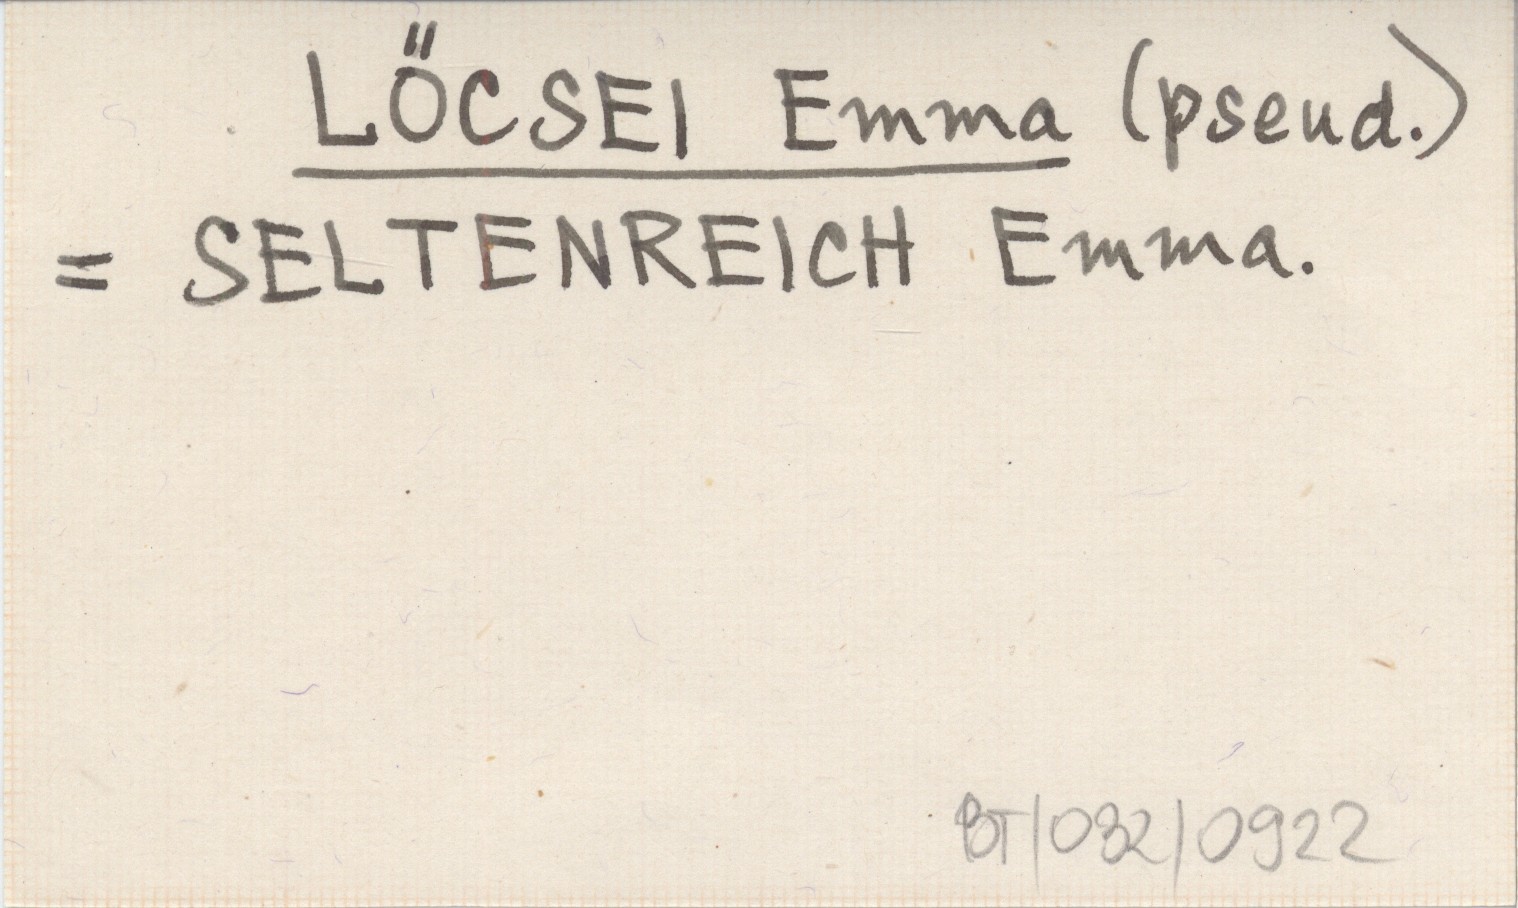 LŐCSEI Emma (pseud.)
= SELTENREICH Emma.
BT/082/0922